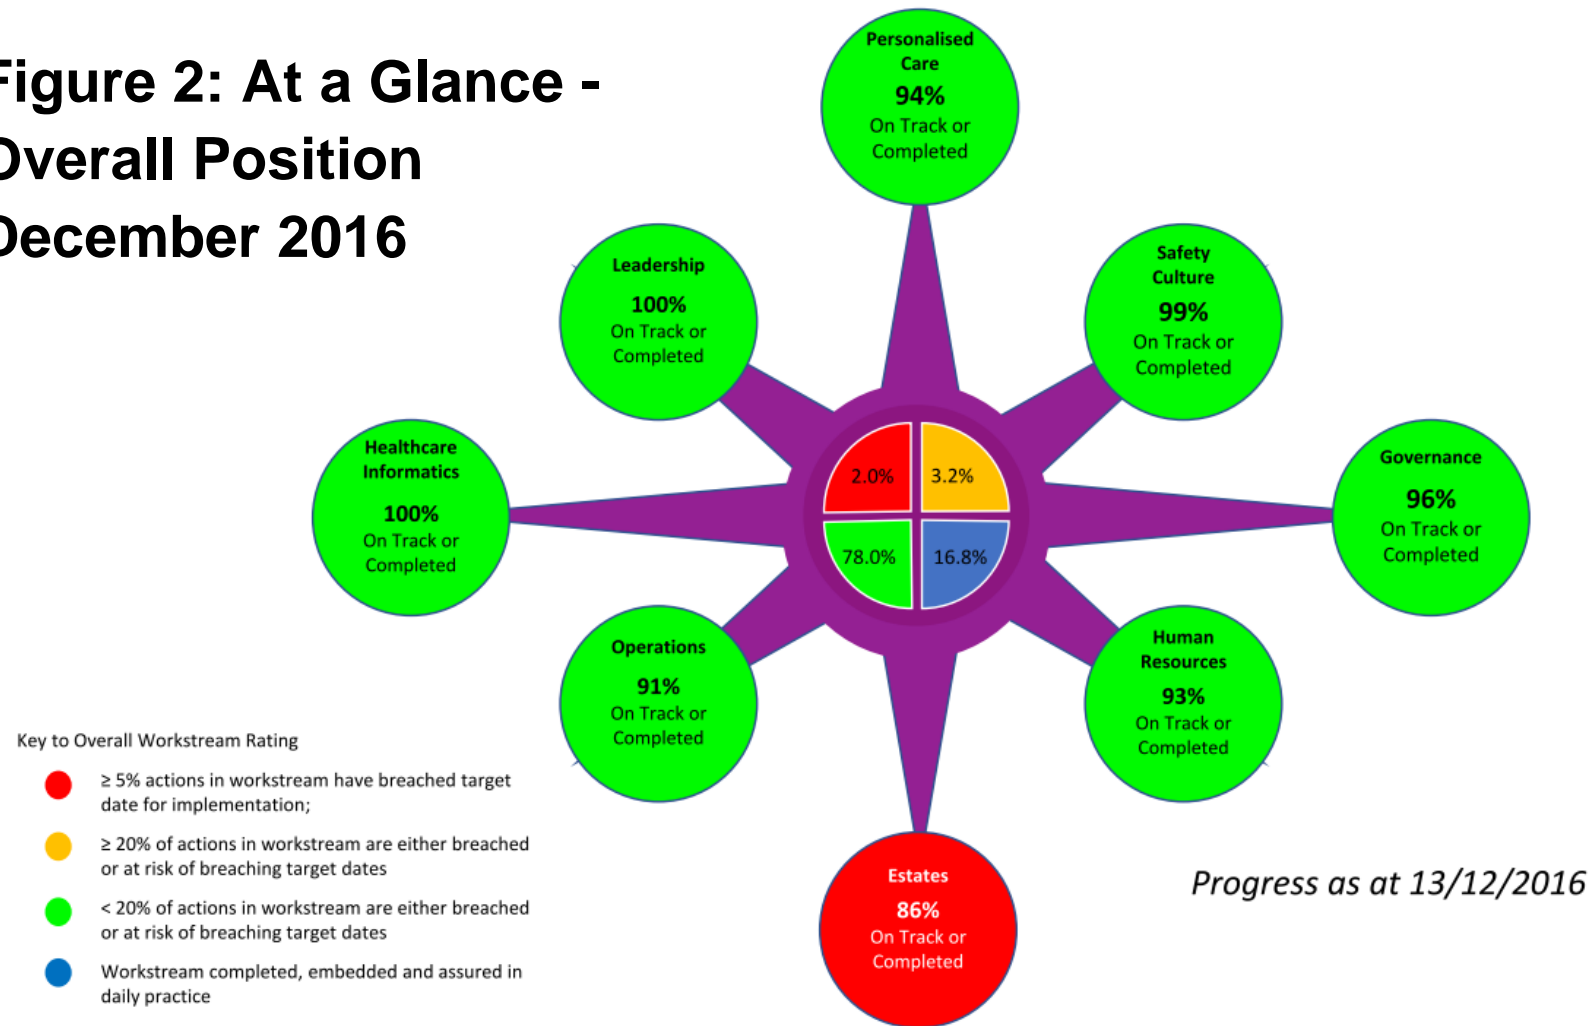 Figure 2: At a Glance -
Overall Position
December 2016
Personalised
Care
94%
On Track or
Completed
Leadership
100%
On Track or
Completed
Safety
Culture
99%
On Track or
Completed
Healthcare
Informatics
100%
On Track or
Completed
2.0%
3.2%
78.0%
16.8%
Governance
96%
On Track or
Completed
Operations
91%
On Track or
Completed
Human
Resources
93%
On Track or
Completed
Estates
86%
On Track or
Completed
Key to Overall Workstream Rating
≥ 5% actions in workstream have breached target
date for implementation;
≥ 20% of actions in workstream are either breached
or at risk of breaching target dates
< 20% of actions in workstream are either breached
or at risk of breaching target dates
Workstream completed, embedded and assured in
daily practice
Progress as at 13/12/2016